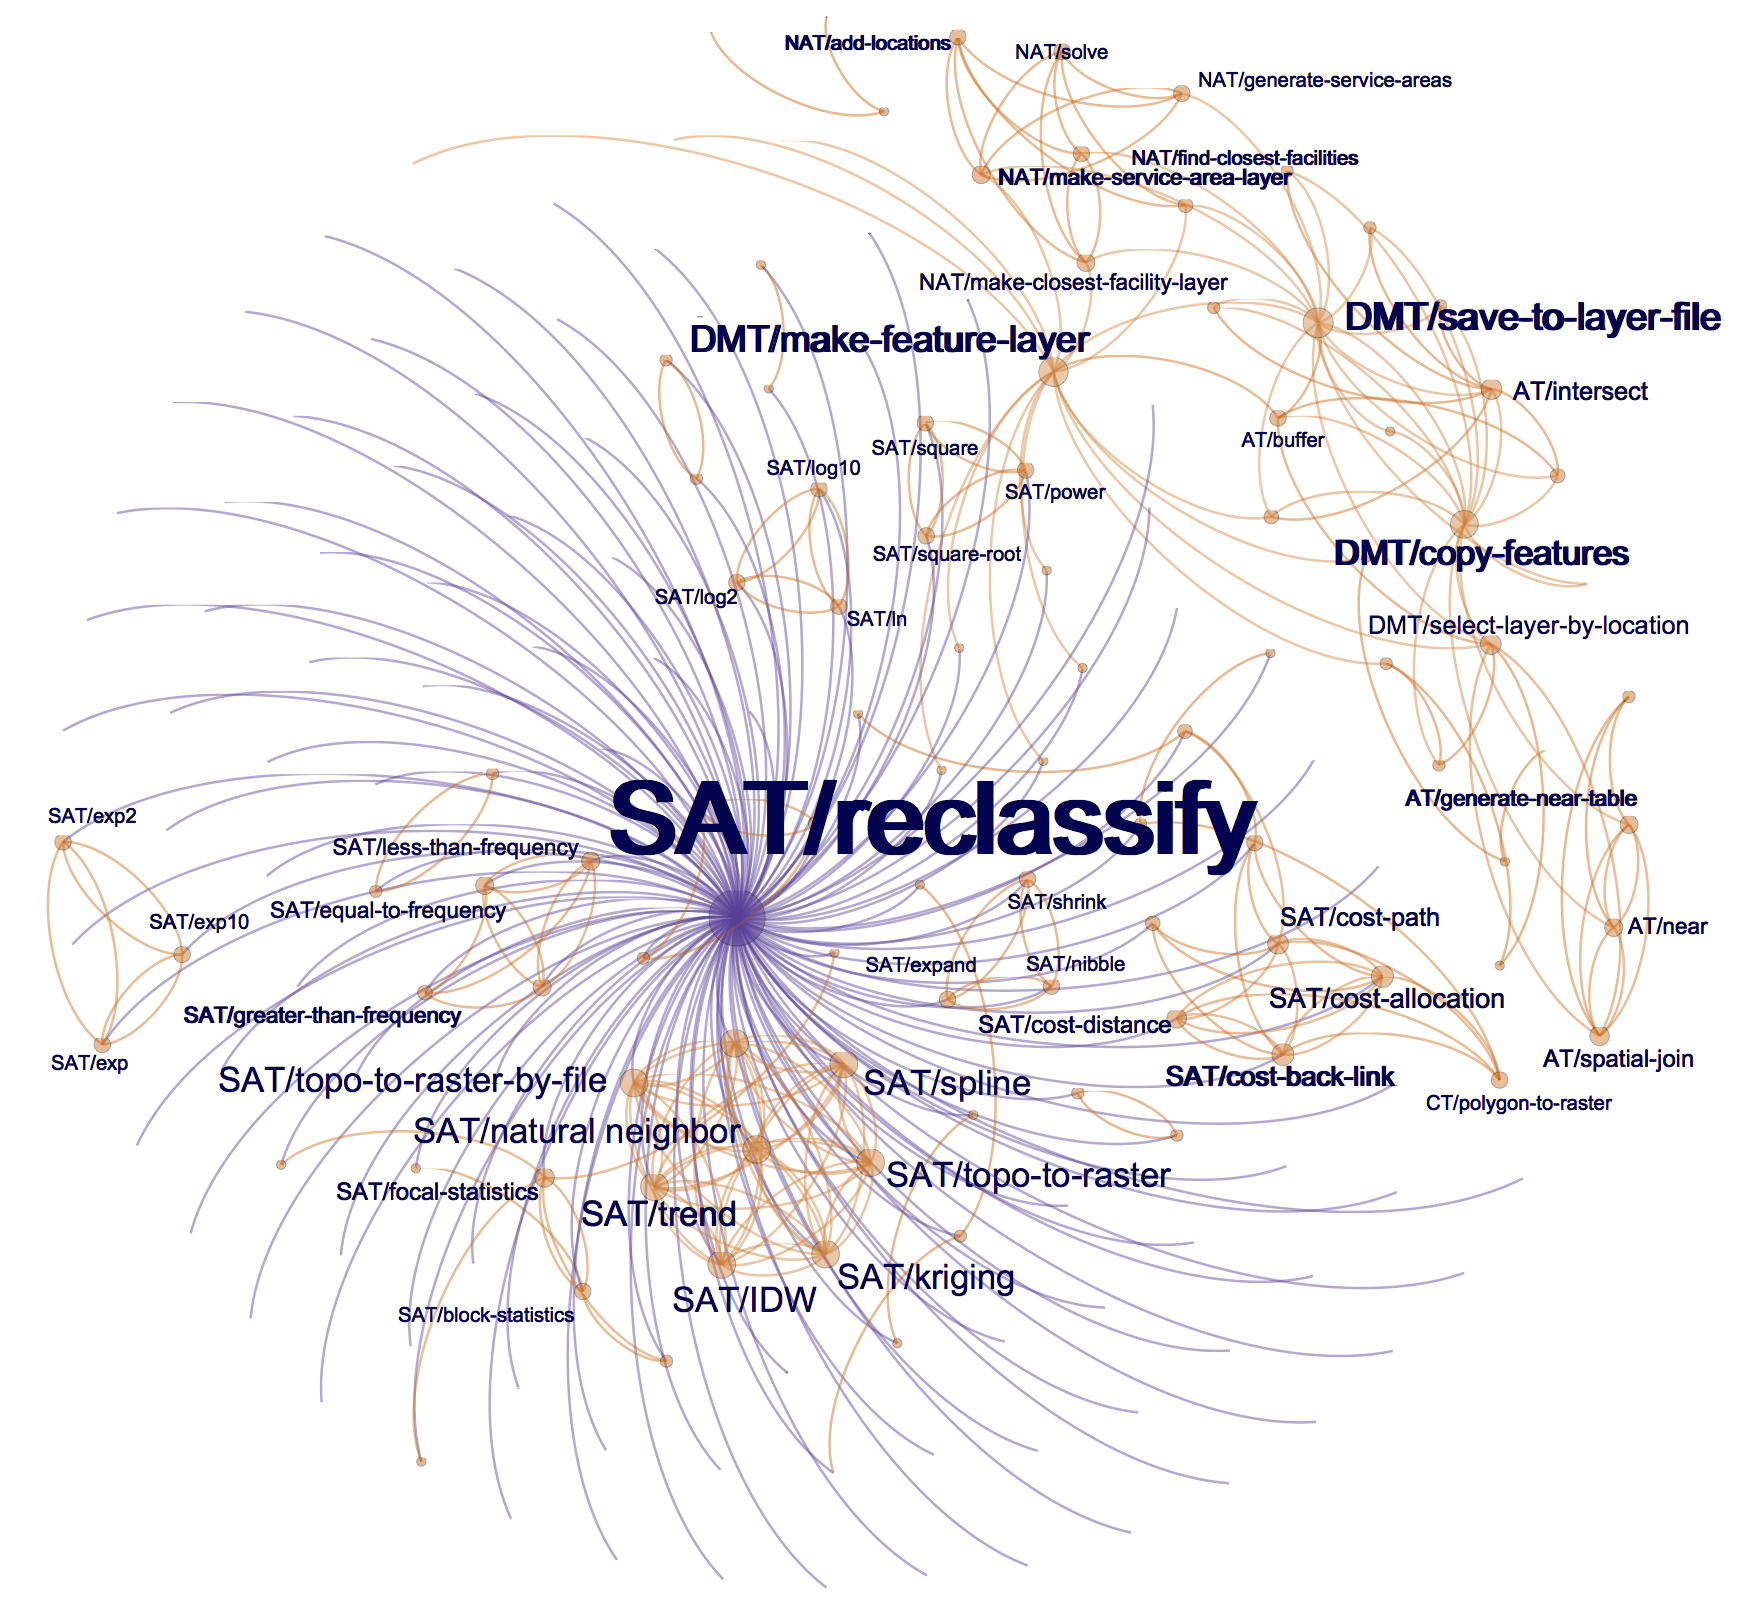 NAT/add-locations
NAT/solve
NAT/generate-service-areas
NAT/find-closest-facilities
NAT/make-service-area-layer
NAT/make-closest-facility-layer
DMT/save-to-layer-file
DMT/make-feature-layer
AT/intersect
AT/buffer
SAT/square
SAT/log10
SAT/power
SAT/square-root
DMT/copy-features
SAT/log2
SAT/ln
DMT/select-layer-by-location
SAT/reclassify
AT/generate-near-table
SAT/exp2
SAT/less-than-frequency
SAT/shrink
SAT/equal-to-frequency
SAT/cost-path
SAT/exp10
AT/near
SAT/expand
SAT/nibble
SAT/cost-allocation
SAT/greater-than-frequency
SAT/cost-distance
SAT/exp
AT/spatial-join
SAT/topo-to-raster-by-file
SAT/spline
SAT/cost-back-link
CT/polygon-to-raster
SAT/natural neighbor
SAT/topo-to-raster
SAT/focal-statistics
SAT/trend
SAT/kriging
SAT/IDW
SAT/block-statistics